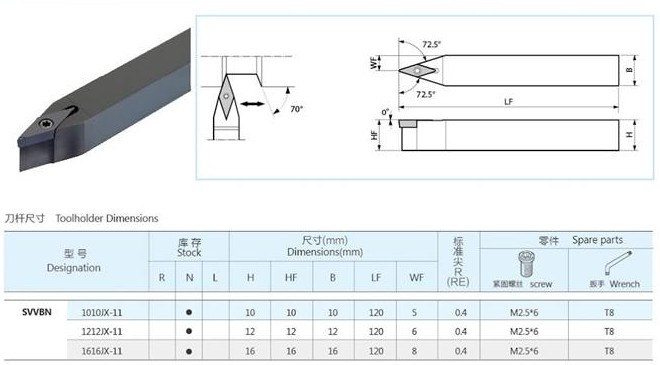 72.5°
WF
B
70°
72.5°
LF
0°
HF
H
刀杆尺寸 Toolholder Dimensions
型号 Designation
库存 Stock
尺寸(mm) Dimensions(mm)
标准尖R (RE)
零件 Spare parts
R N L H HF B LF WF 紧固螺丝 screw 扳手 Wrench
SVVBN 1010JX-11 ● 10 10 10 120 5 0.4 M2.5*6 T8
1212JX-11 ● 12 12 12 120 6 0.4 M2.5*6 T8
1616JX-11 ● 16 16 16 120 8 0.4 M2.5*6 T8